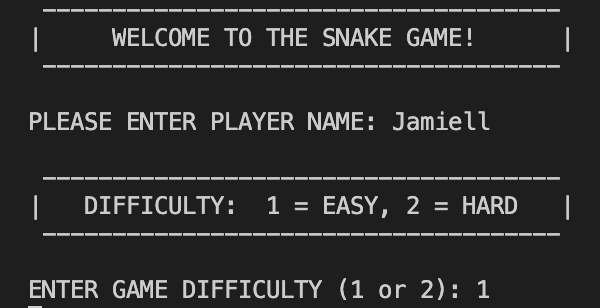 WELCOME TO THE SNAKE GAME!
PLEASE ENTER PLAYER NAME: Jamiell
DIFFICULTY: 1 = EASY, 2 = HARD
ENTER GAME DIFFICULTY (1 or 2): 1